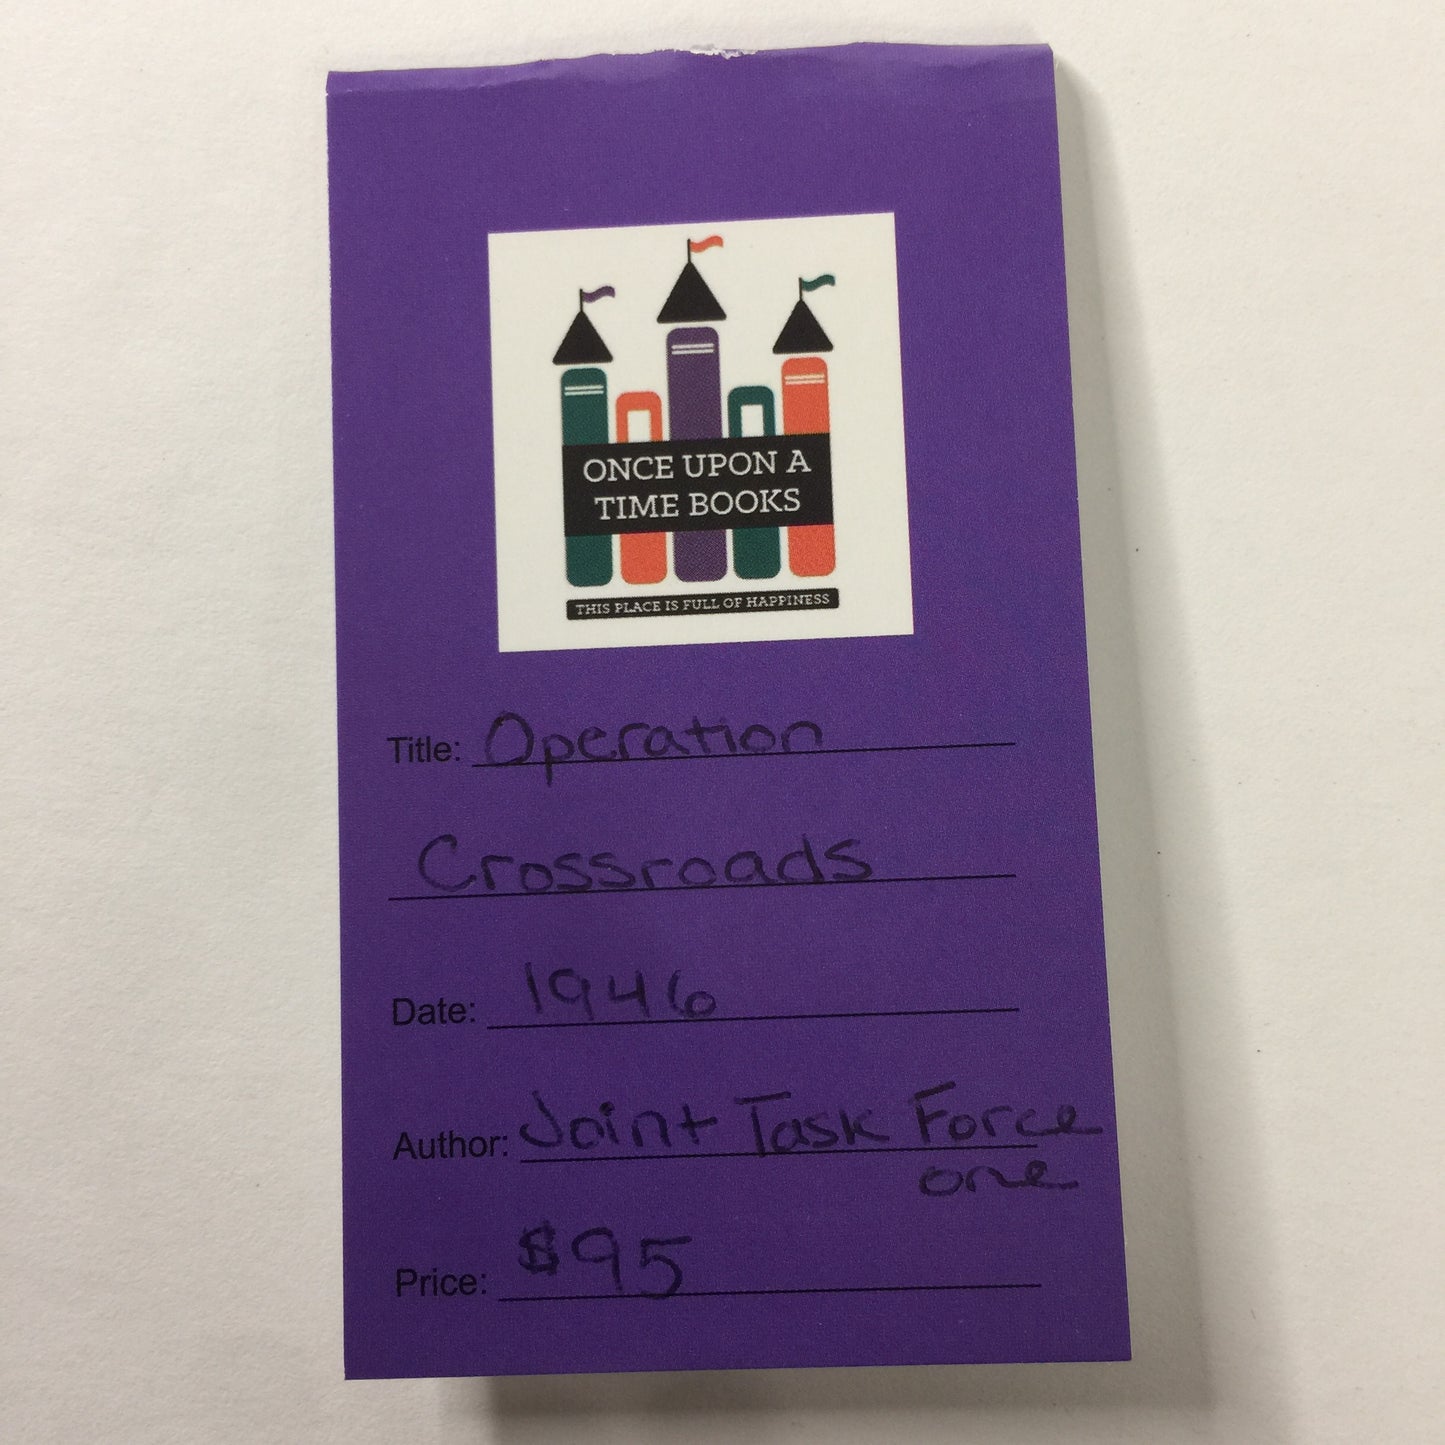 ONCE UPON A
TIME BOOKS
THIS PLACE IS FULL OF HAPPINESS
Title: Operation
Crossroads
Date: 1946
Author: Joint Task Force
one
Price: $95